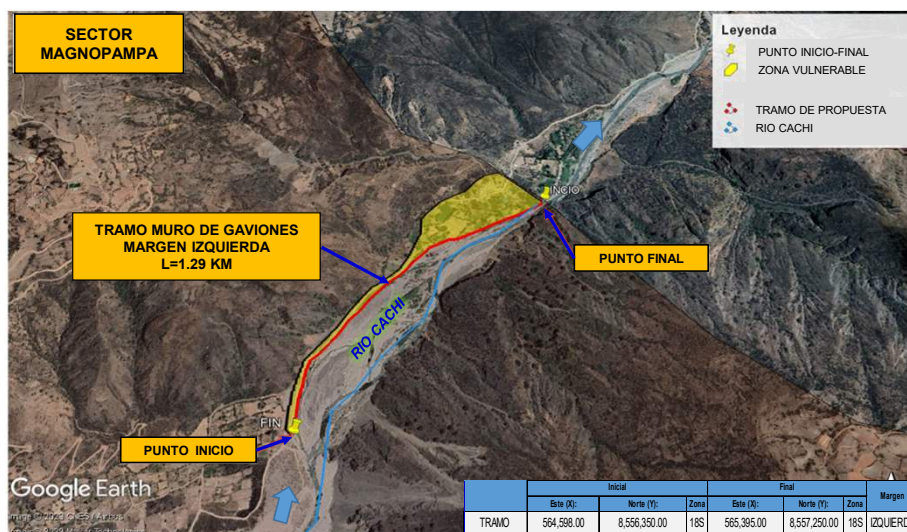 SECTOR
MAGNOPAMPA
Leyenda
PUNTO INICIO-FINAL
ZONA VULNERABLE
TRAMO DE PROPUESTA
RIO CACHI
INCIO
TRAMO MURO DE GAVIONES
MARGEN IZQUIERDA
L=1.29 KM
PUNTO FINAL
RIO CACHI
FIN
PUNTO INICIO
Google Earth
Inicial Final Margen
Este (X): Norte (Y): Zona Este (X): Norte (Y): Zona
TRAMO 564,598.00 8,556,350.00 18S 565,395.00 8,557,250.00 18S IZQUIERD